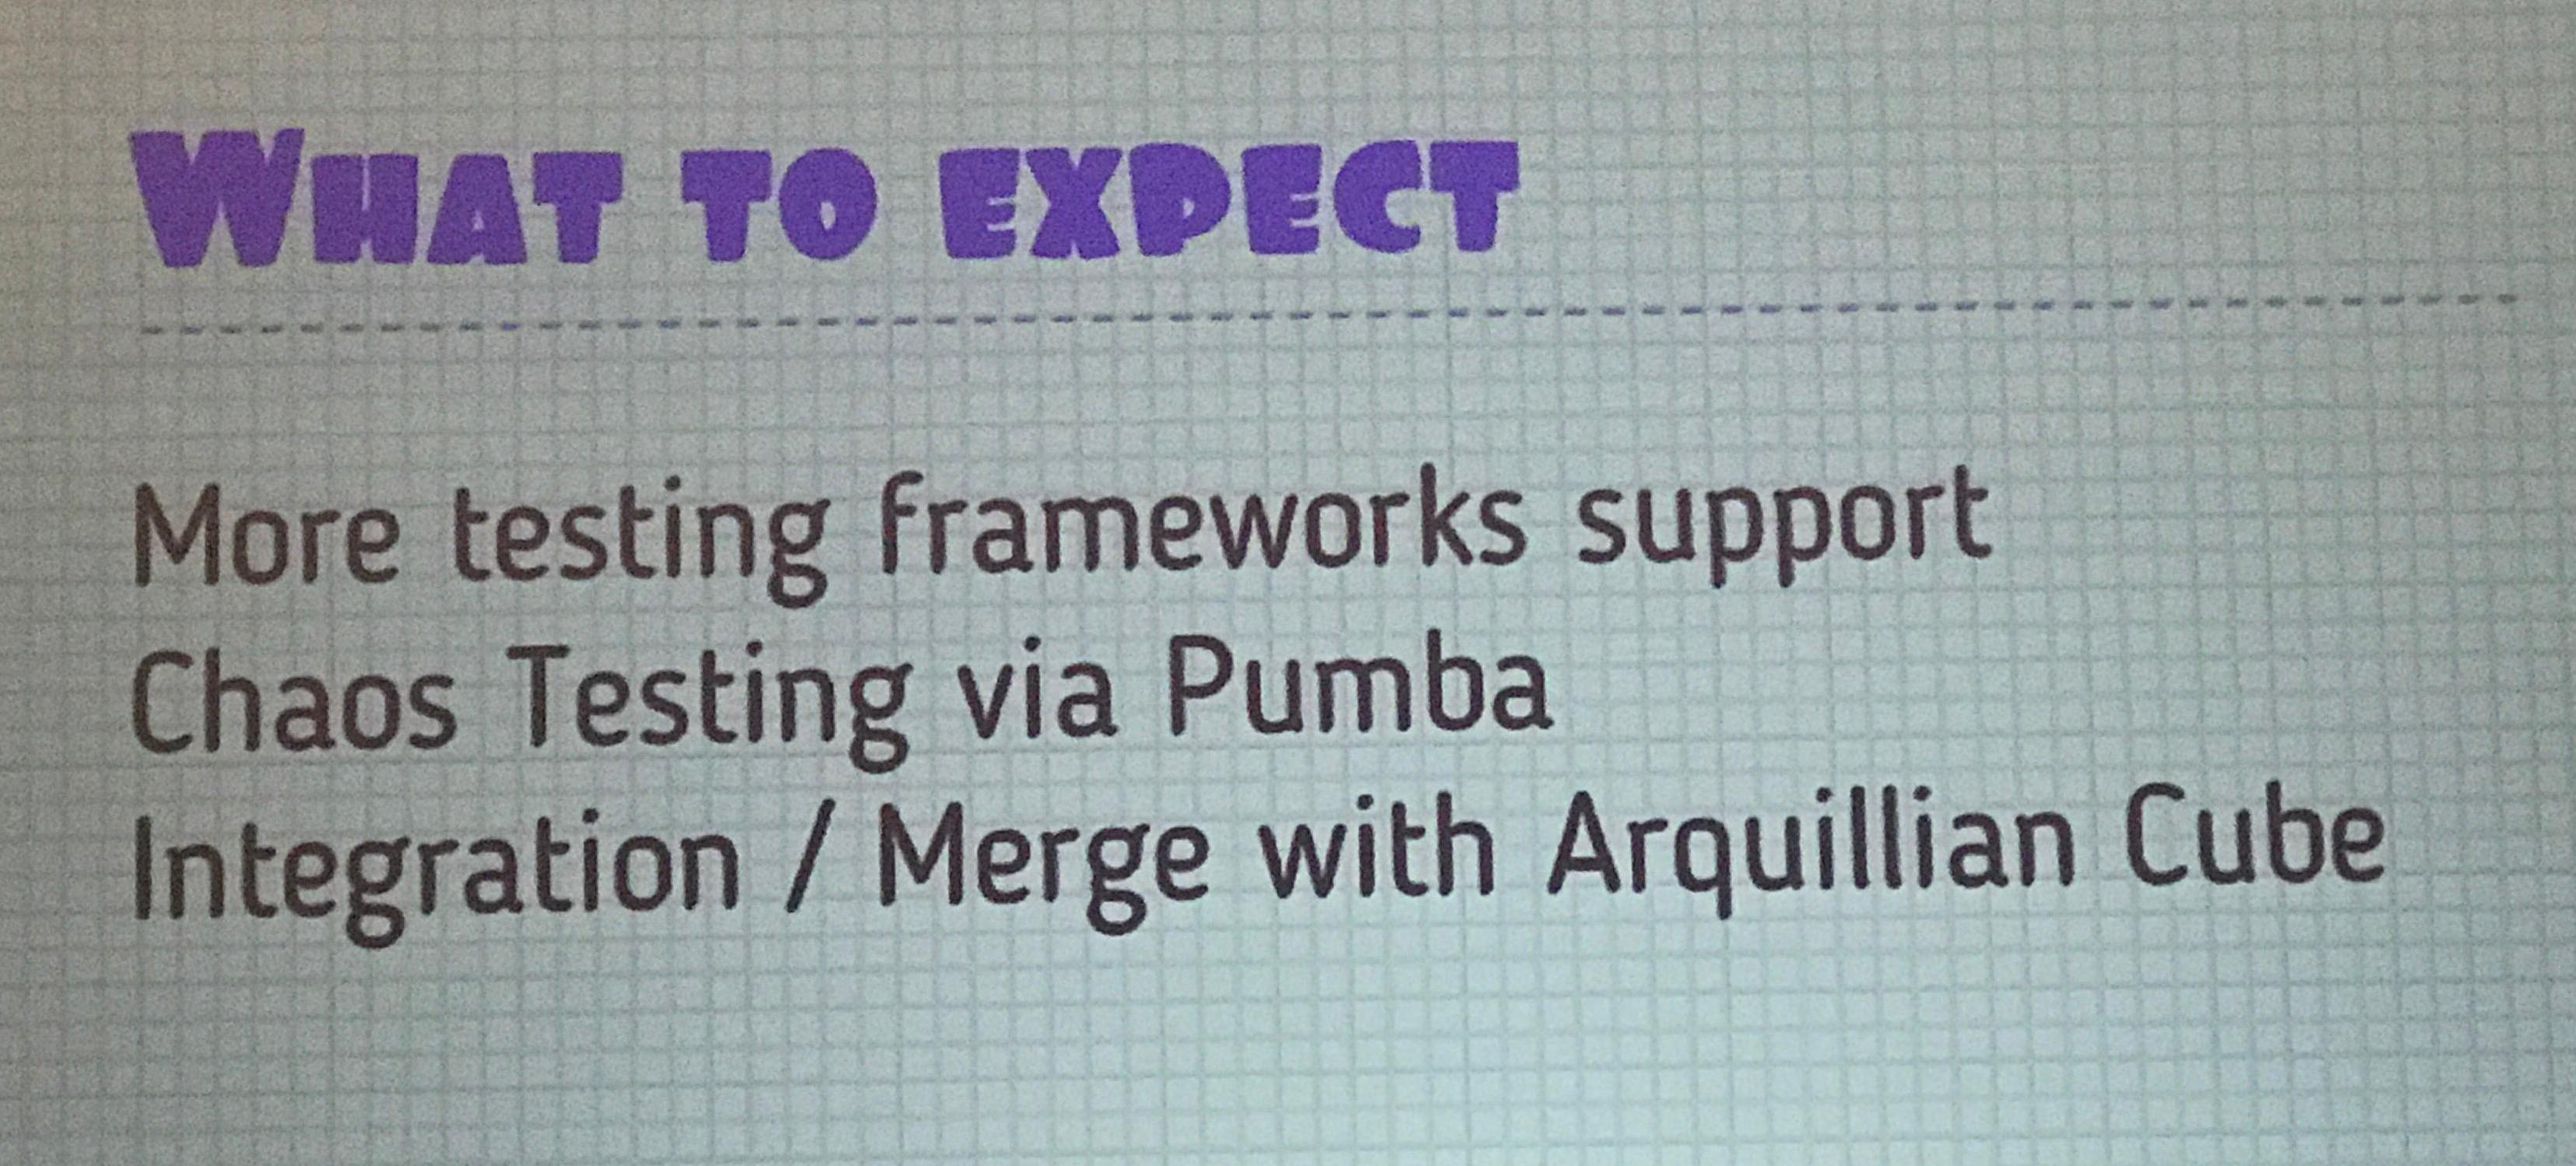 What to expect
More testing frameworks support
Chaos Testing via Pumba
Integration / Merge with Arquillian Cube